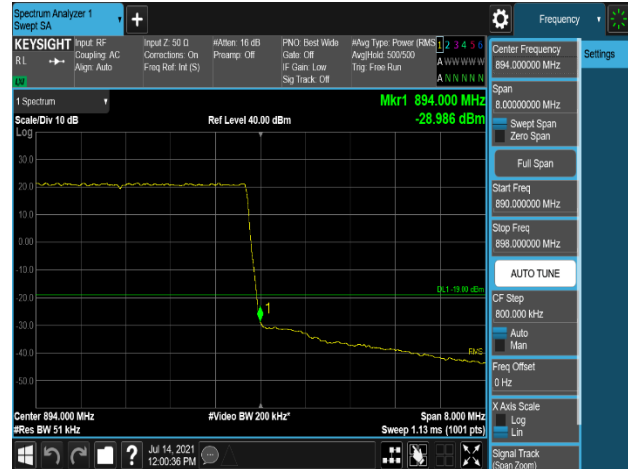 Spectrum Analyzer 1
Swept SA
+
Frequency
KEYSIGHT
RL
Input: RF
Coupling: AC
Align: Auto
Input Z: 50 Ω
Corrections: On
Freq Ref: Int (S)
#Atten: 16 dB
Preamp: Off
PNO: Best Wide
Gate: Off
IF Gain: Low
Sig Track: Off
#Avg Type: Power (RMS
Avg|Hold: 500/500
Trig: Free Run
1 2 3 4 5 6
A W W W W W
A N N N N N
1 Spectrum
Scale/Div 10 dB
Log
Ref Level 40.00 dBm
Mkr1 894.000 MHz
-28.986 dBm
30.0
20.0
10.0
0.00
-10.0
-20.0
-30.0
-40.0
-50.0
DL1 -19.00 dBm
1
RMS
Center 894.000 MHz
#Res BW 51 kHz
#Video BW 200 kHz*
Span 8.000 MHz
Sweep 1.13 ms (1001 pts)
Jul 14, 2021
12:00:36 PM
Center Frequency
894.000000 MHz
Span
8.00000000 MHz
Swept Span
Zero Span
Full Span
Start Freq
890.000000 MHz
Stop Freq
898.000000 MHz
AUTO TUNE
CF Step
800.000 kHz
Auto
Man
Freq Offset
0 Hz
X Axis Scale
Log
Lin
Signal Track
(Span Zoom)
Settings